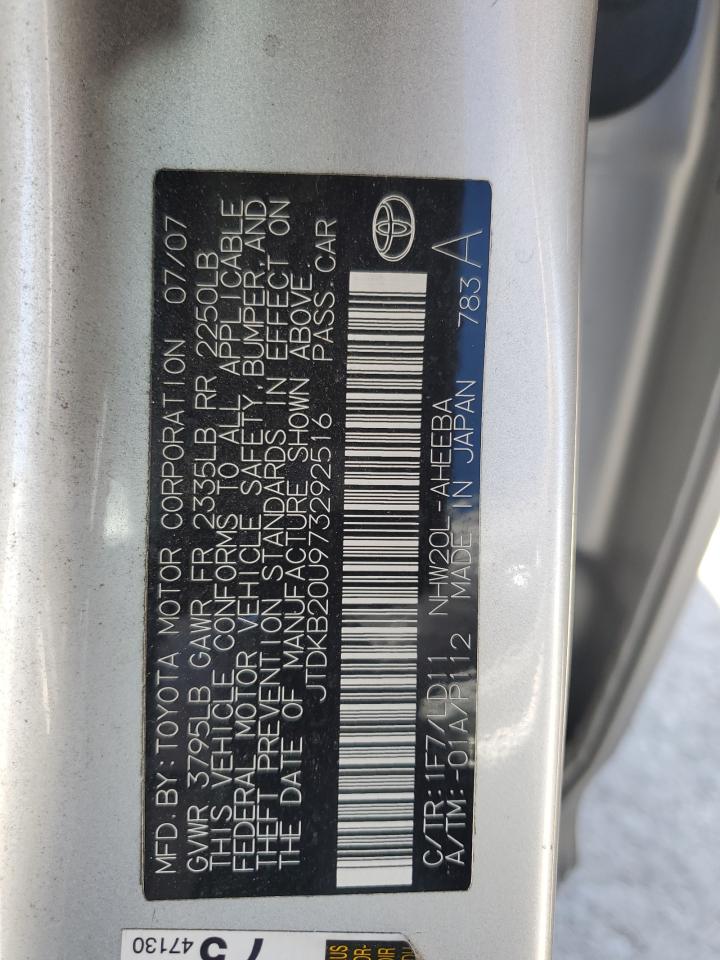 MFD. BY: TOYOTA MOTOR CORPORATION 07/07
GVWR 3795LB GAWR FR 2335LB RR 2250LB
THIS VEHICLE CONFORMS TO ALL APPLICABLE
FEDERAL MOTOR VEHICLE SAFETY, BUMPER, AND
THEFT PREVENTION STANDARDS IN EFFECT ON
THE DATE OF MANUFACTURE SHOWN ABOVE
JTDKB20U973292516 PASS. CAR
C/TR: 1F7/LD11 NHW20L-AHEEBA
A/TM: -01A/P112 MADE IN JAPAN 783 A
47130
US
DR-